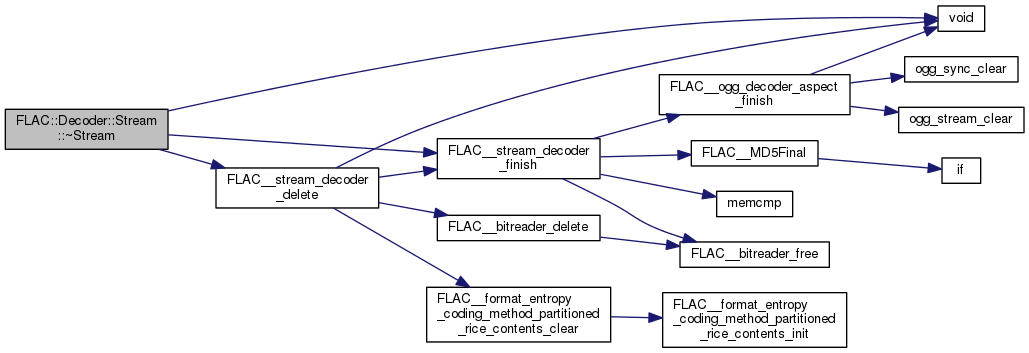 FLAC::Decoder::Stream
::~Stream
FLAC__stream_decoder
_delete
FLAC__stream_decoder
_finish
FLAC__bitreader_delete
FLAC__format_entropy
_coding_method_partitioned
_rice_contents_clear
FLAC__ogg_decoder_aspect
_finish
FLAC__MD5Final
memcmp
FLAC__bitreader_free
FLAC__format_entropy
_coding_method_partitioned
_rice_contents_init
void
ogg_sync_clear
ogg_stream_clear
if